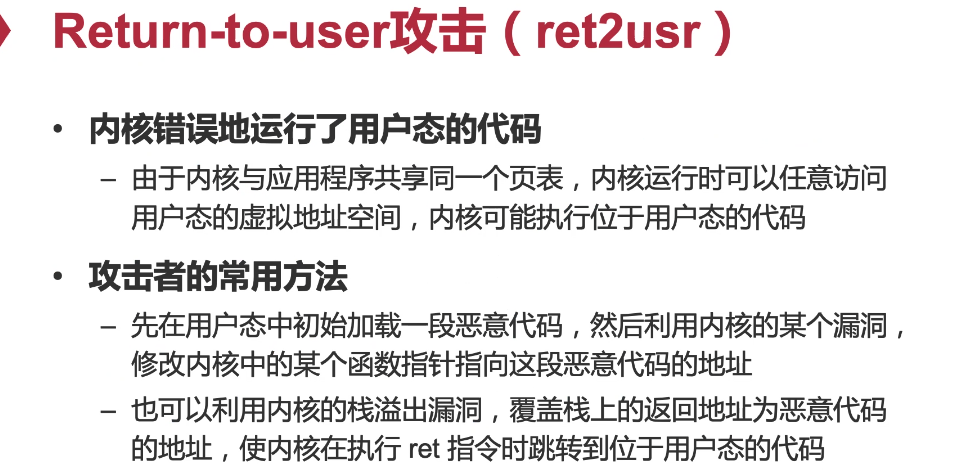 Return-to-user攻击（ret2usr）
• 内核错误地运行了用户态的代码
– 由于内核与应用程序共享同一个页表，内核运行时可以任意访问
用户态的虚拟地址空间，内核可能执行位于用户态的代码
• 攻击者的常用方法
– 先在用户态中初始加载一段恶意代码，然后利用内核的某个漏洞，
修改内核中的某个函数指针指向这段恶意代码的地址
– 也可以利用内核的栈溢出漏洞，覆盖栈上的返回地址为恶意代码
的地址，使内核在执行 ret 指令时跳转到位于用户态的代码